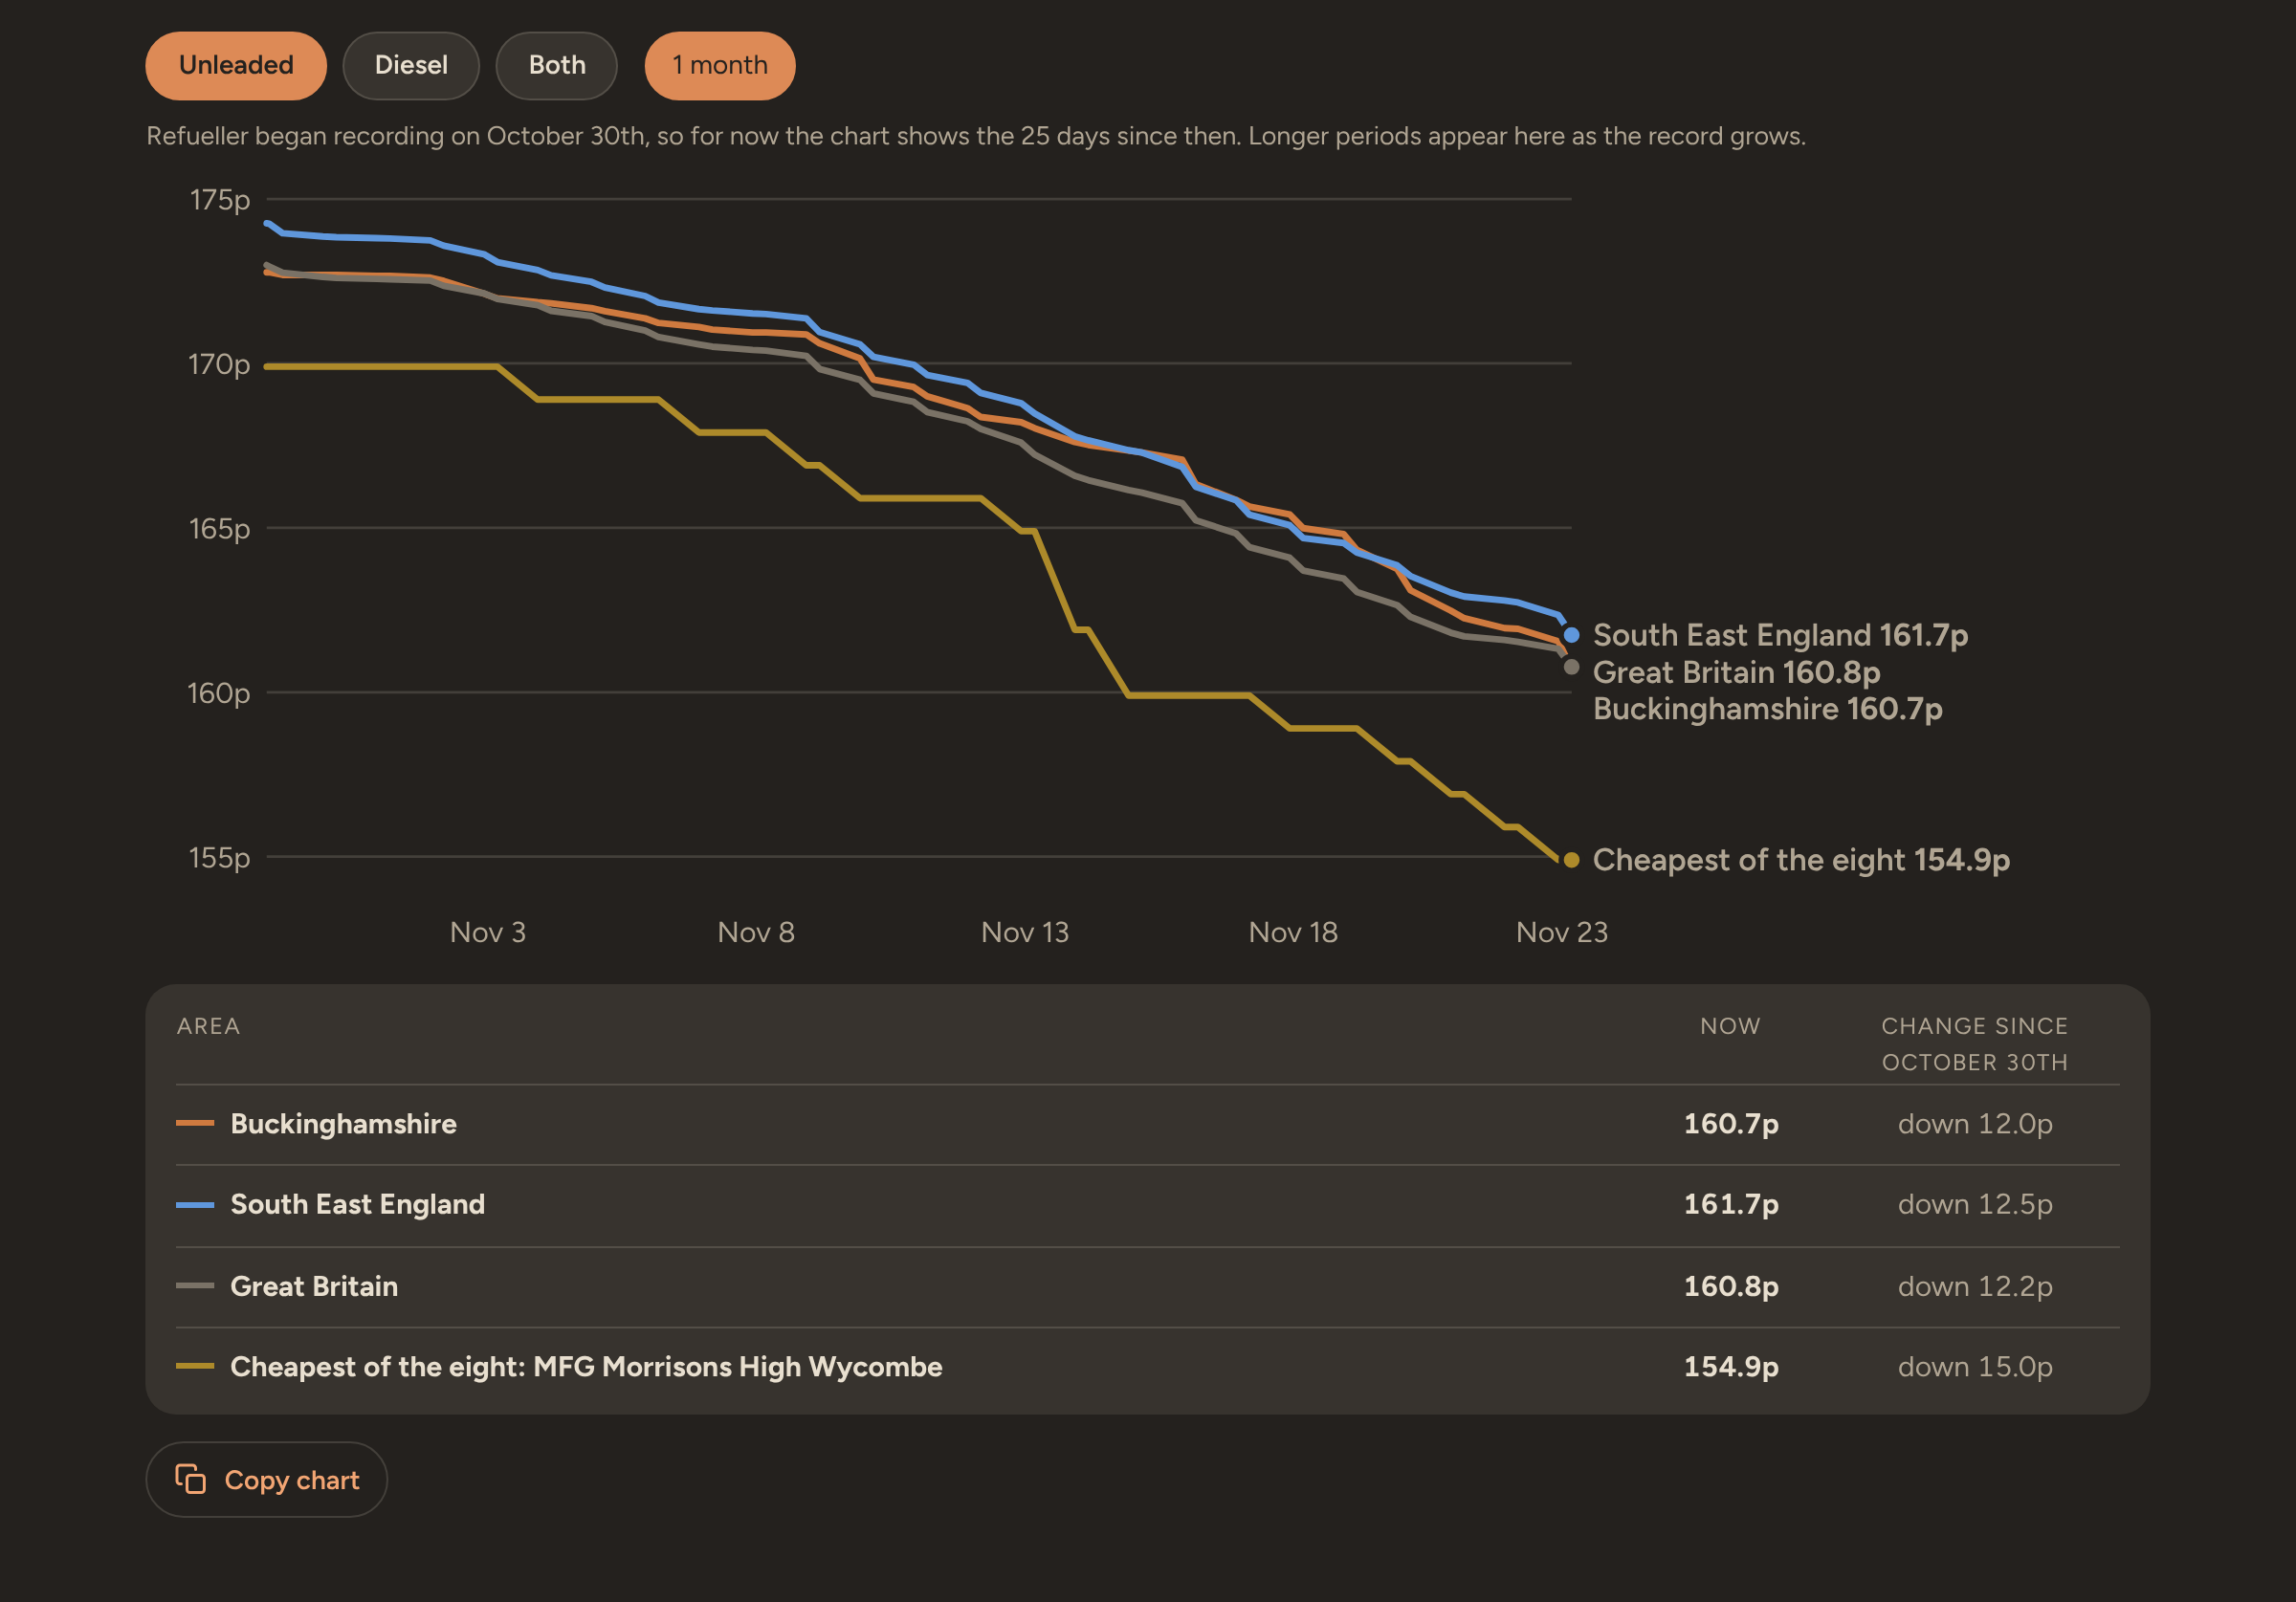 Unleaded Diesel Both 1 month
Refueller began recording on October 30th, so for now the chart shows the 25 days since then. Longer periods appear here as the record grows.
175p
170p
165p
160p
155p
South East England 161.7p
Great Britain 160.8p
Buckinghamshire 160.7p
Cheapest of the eight 154.9p
Nov 3 Nov 8 Nov 13 Nov 18 Nov 23
AREA NOW CHANGE SINCE
OCTOBER 30TH
Buckinghamshire 160.7p down 12.0p
South East England 161.7p down 12.5p
Great Britain 160.8p down 12.2p
Cheapest of the eight: MFG Morrisons High Wycombe 154.9p down 15.0p
Copy chart